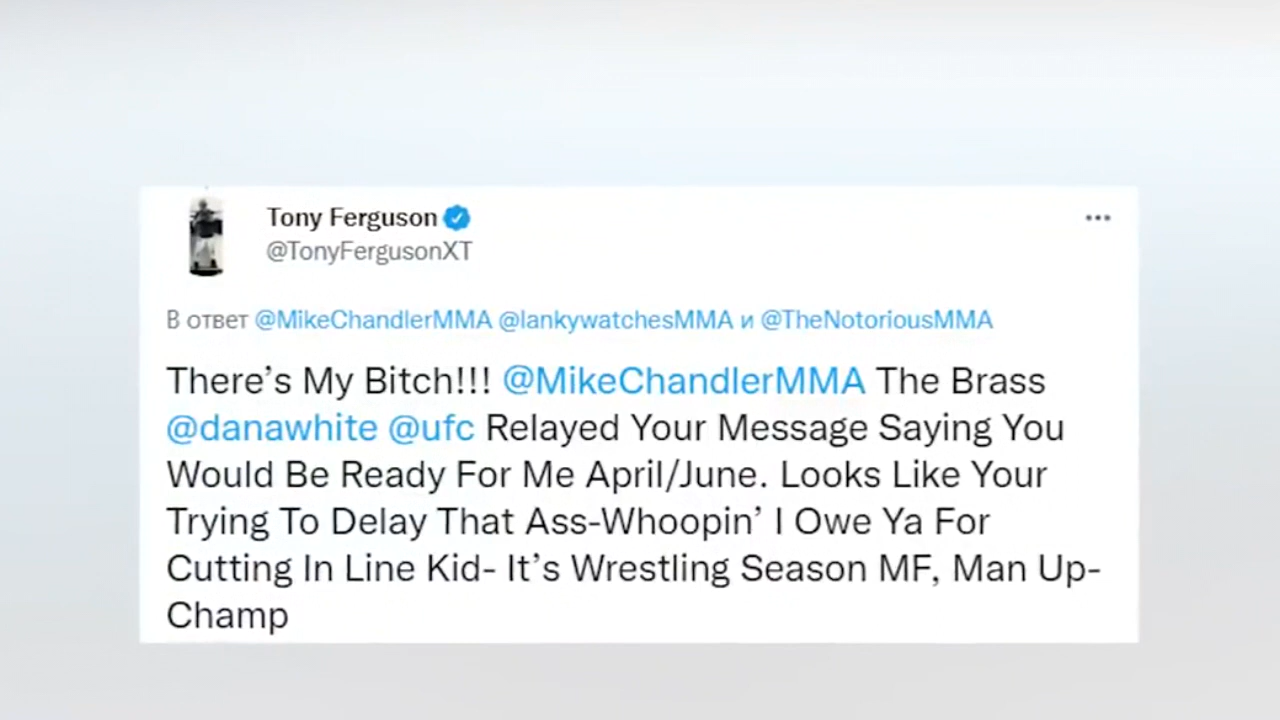 Tony Ferguson
@TonyFergusonXT
В ответ @MikeChandlerMMA @lankywatchesMMA и @TheNotoriousMMA
There’s My Bitch!!! @MikeChandlerMMA The Brass
@danawhite @ufc Relayed Your Message Saying You
Would Be Ready For Me April/June. Looks Like Your
Trying To Delay That Ass-Whoopin’ I Owe Ya For
Cutting In Line Kid- It’s Wrestling Season MF, Man Up-
Champ